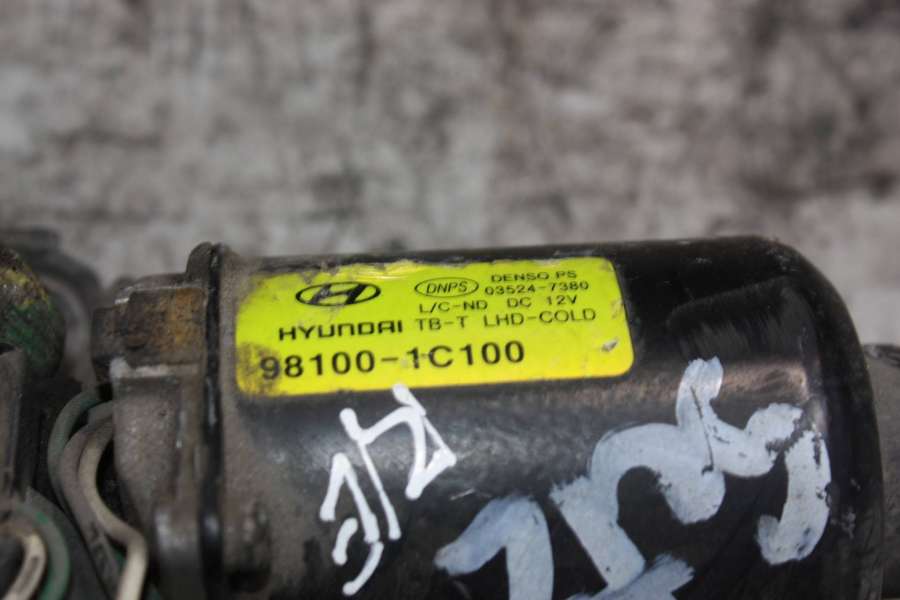 DNPS DENSO PS
03524-7380
L/C-ND DC 12V
HYUNDAI TB-T LHD-COLD
98100-1C100